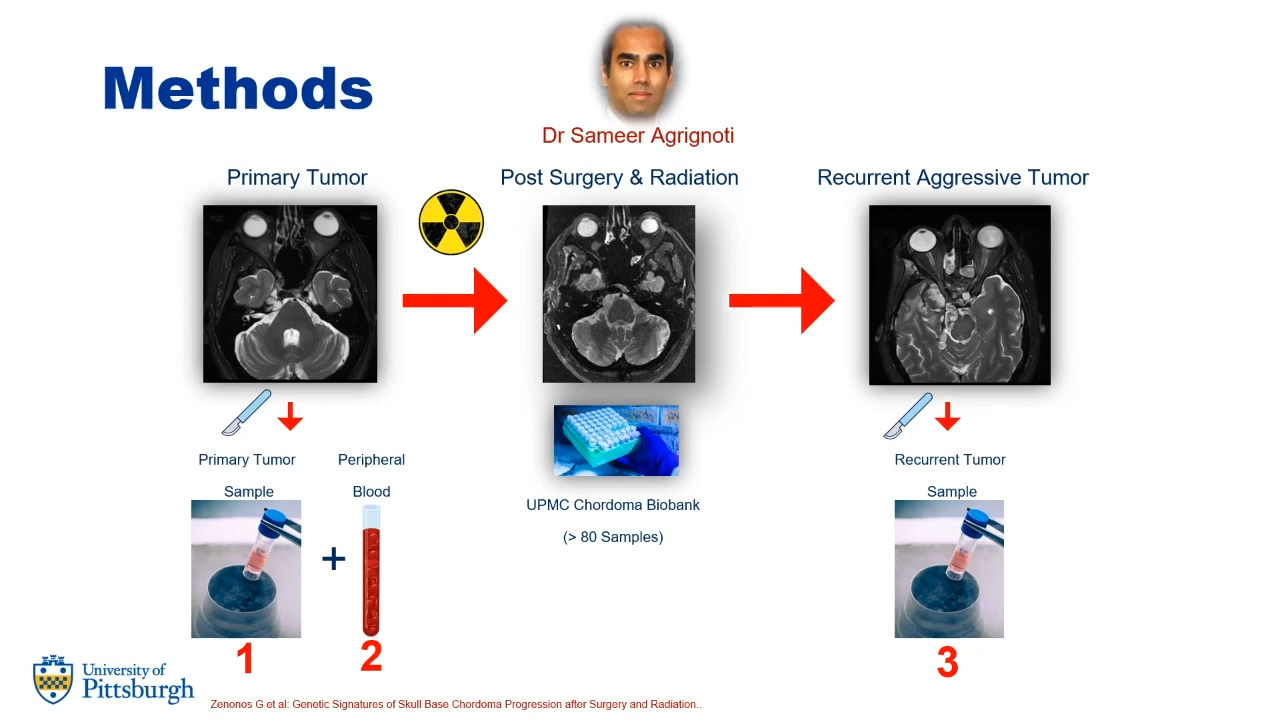 Methods
Dr Sameer Agrignoti
Primary Tumor
Post Surgery & Radiation
Recurrent Aggressive Tumor
Primary Tumor
Sample
Peripheral
Blood
UPMC Chordoma Biobank
(> 80 Samples)
Recurrent Tumor
Sample
+
1
2
3
University of
Pittsburgh
Zenonos G et al: Genetic Signatures of Skull Base Chordoma Progression after Surgery and Radiation..